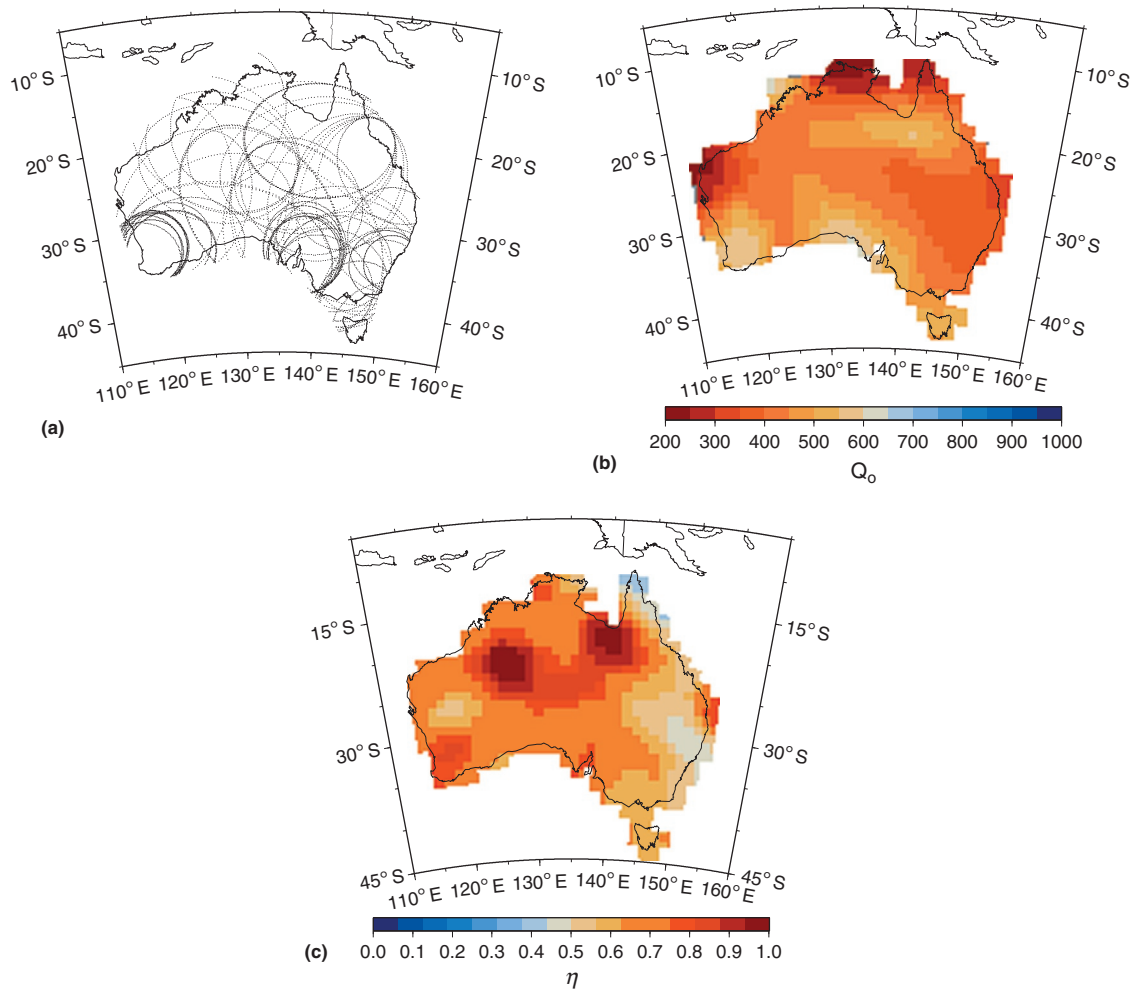 10° S
10° S
20° S
20° S
30° S
30° S
40° S
40° S
110° E 120° E 130° E 140° E 150° E 160° E
(a)
10° S
10° S
20° S
20° S
30° S
30° S
40° S
40° S
110° E 120° E 130° E 140° E 150° E 160° E
200 300 400 500 600 700 800 900 1000
(b)
Qo
15° S
15° S
30° S
30° S
45° S
45° S
110° E 120° E 130° E 140° E 150° E 160° E
0.0 0.1 0.2 0.3 0.4 0.5 0.6 0.7 0.8 0.9 1.0
(c)
η